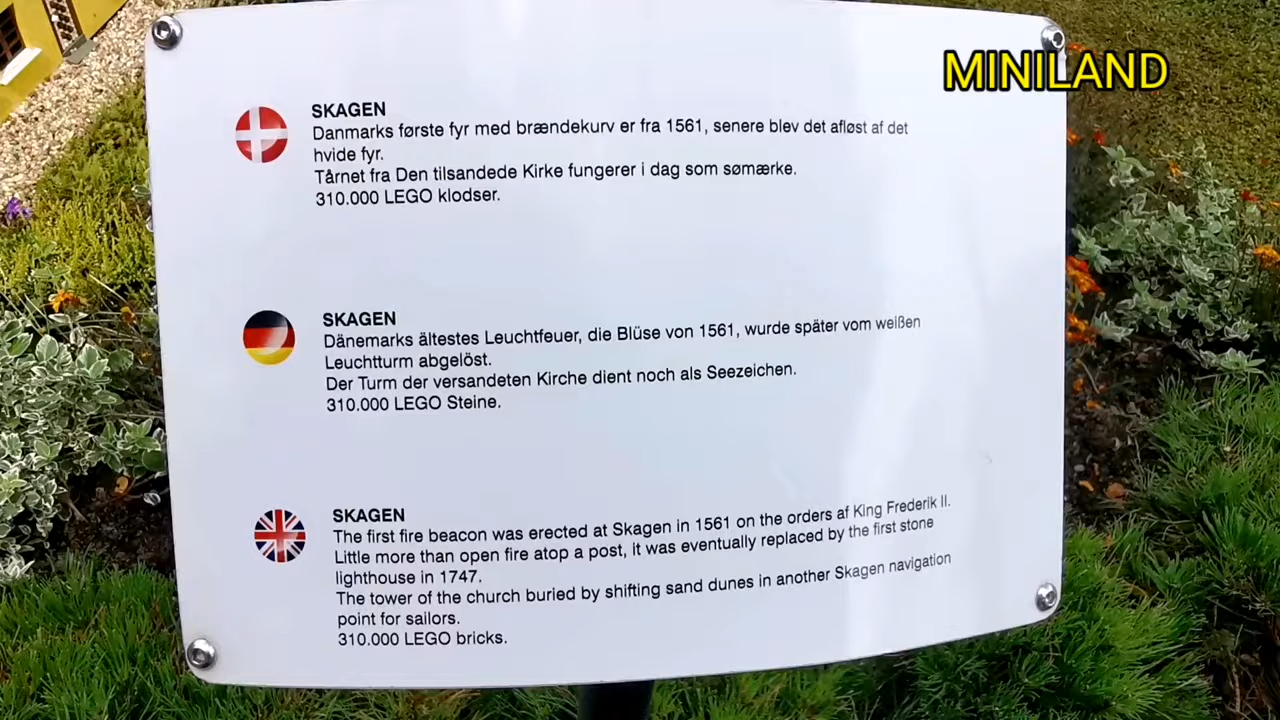 MINILAND
SKAGEN
Danmarks første fyr med brændekurv er fra 1561, senere blev det afløst af det
hvide fyr.
Tårnet fra Den tilsandede Kirke fungerer i dag som sømærke.
310.000 LEGO klodser.
SKAGEN
Dänemarks ältestes Leuchtfeuer, die Blüse von 1561, wurde später vom weißen
Leuchtturm abgelöst.
Der Turm der versandeten Kirche dient noch als Seezeichen.
310.000 LEGO Steine.
SKAGEN
The first fire beacon was erected at Skagen in 1561 on the orders af King Frederik II.
Little more than open fire atop a post, it was eventually replaced by the first stone
lighthouse in 1747.
The tower of the church buried by shifting sand dunes in another Skagen navigation
point for sailors.
310.000 LEGO bricks.